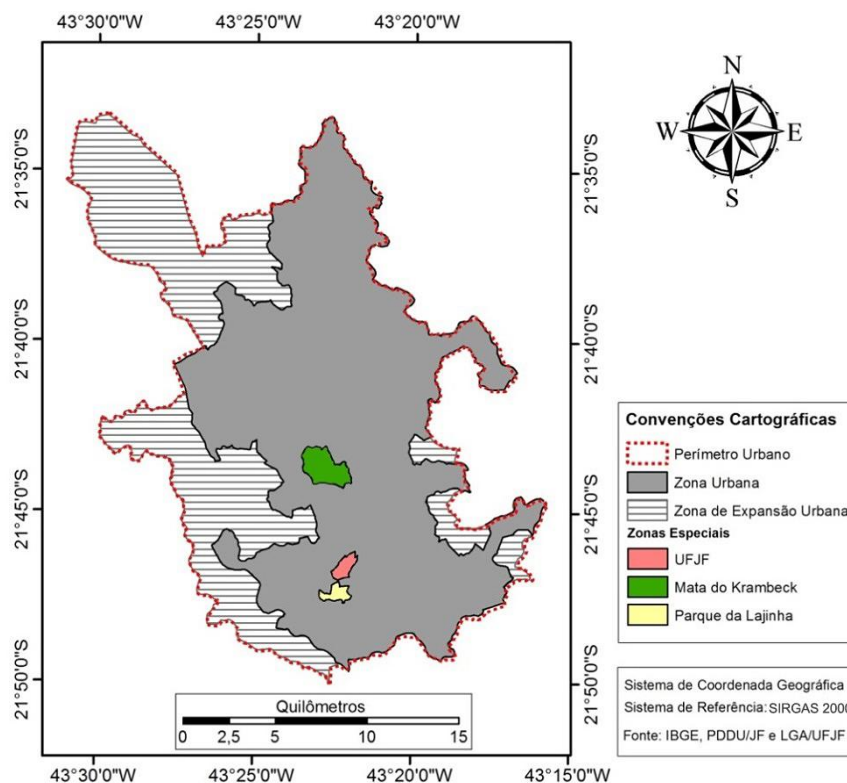 43°30'0"W 43°25'0"W 43°20'0"W
N
W E
S
21°35'0"S 21°35'0"S
21°40'0"S 21°40'0"S
21°45'0"S 21°45'0"S
21°50'0"S 21°50'0"S
Convenções Cartográficas
Perímetro Urbano
Zona Urbana
Zona de Expansão Urbana
Zonas Especiais
UFJF
Mata do Krambeck
Parque da Lajinha
Sistema de Coordenada Geográfica
Sistema de Referência: SIRGAS 2000
Fonte: IBGE, PDDU/JF e LGA/UFJF
Quilômetros
0 2,5 5 10 15
43°30'0"W 43°25'0"W 43°20'0"W 43°15'0"W